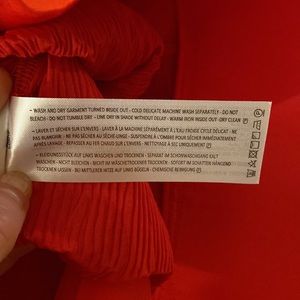 - WASH AND DRY GARMENT TURNED INSIDE OUT - COLD DELICATE MACHINE WASH SEPARATELY - DO NOT
BLEACH - DO NOT TUMBLE DRY - LINE DRY IN SHADE WITHOUT DELAY - WARM IRON INSIDE OUT - DRY CLEAN Ⓟ
- LAVER ET SÉCHER SUR L'ENVERS - LAVER À LA MACHINE SÉPARÉMENT À L'EAU FROIDE CYCLE DÉLICAT - NE
PAS BLANCHIR - NE PAS SÉCHER AU SÈCHE-LINGE - SUSPENDRE À L'OMBRE IMMÉDIATEMENT
APRÈS LAVAGE - REPASSER AU FER CHAUD SUR L'ENVERS - NETTOYAGE À SEC UNIQUEMENT Ⓟ
- KLEIDUNGSSTÜCK AUF LINKS WASCHEN UND TROCKNEN - SEPARAT IM SCHONWASCHGANG KALT
WASCHEN - NICHT BLEICHEN - NICHT IM TROCKNER TROCKNEN - SOFORT IM SCHATTEN HÄNGEND
TROCKNEN LASSEN - BEI MITTLERER HITZE AUF LINKS BÜGELN - CHEMISCHE REINIGUNG Ⓟ